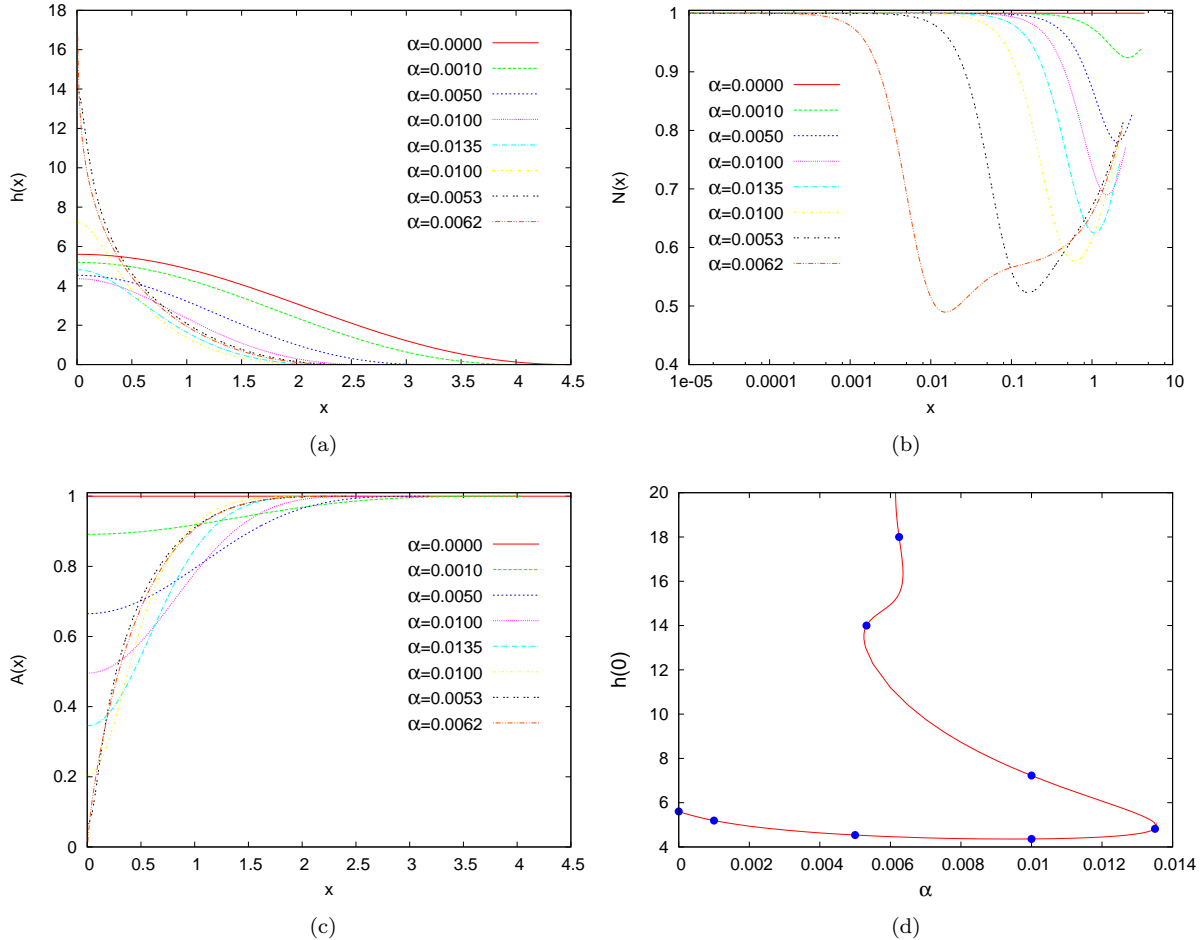 h(x)
18
16
14
12
10
8
6
4
2
0
0 0.5 1 1.5 2 2.5 3 3.5 4 4.5
x
α=0.0000
α=0.0010
α=0.0050
α=0.0100
α=0.0135
α=0.0100
α=0.0053
α=0.0062
(a)
N(x)
1
0.9
0.8
0.7
0.6
0.5
0.4
1e-05 0.0001 0.001 0.01 0.1 1 10
x
α=0.0000
α=0.0010
α=0.0050
α=0.0100
α=0.0135
α=0.0100
α=0.0053
α=0.0062
(b)
A(x)
1
0.8
0.6
0.4
0.2
0
0 0.5 1 1.5 2 2.5 3 3.5 4 4.5
x
α=0.0000
α=0.0010
α=0.0050
α=0.0100
α=0.0135
α=0.0100
α=0.0053
α=0.0062
(c)
h(0)
20
18
16
14
12
10
8
6
4
0 0.002 0.004 0.006 0.008 0.01 0.012 0.014
α
(d)